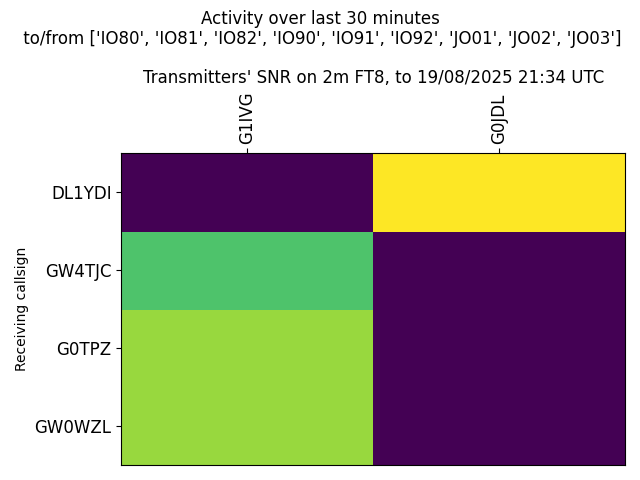 Activity over last 30 minutes
to/from ['IO80', 'IO81', 'IO82', 'IO90', 'IO91', 'IO92', 'JO01', 'JO02', 'JO03']
Transmitters' SNR on 2m FT8, to 19/08/2025 21:34 UTC
G1IVG
G0JDL
DL1YDI
GW4TJC
G0TPZ
GW0WZL
Receiving callsign